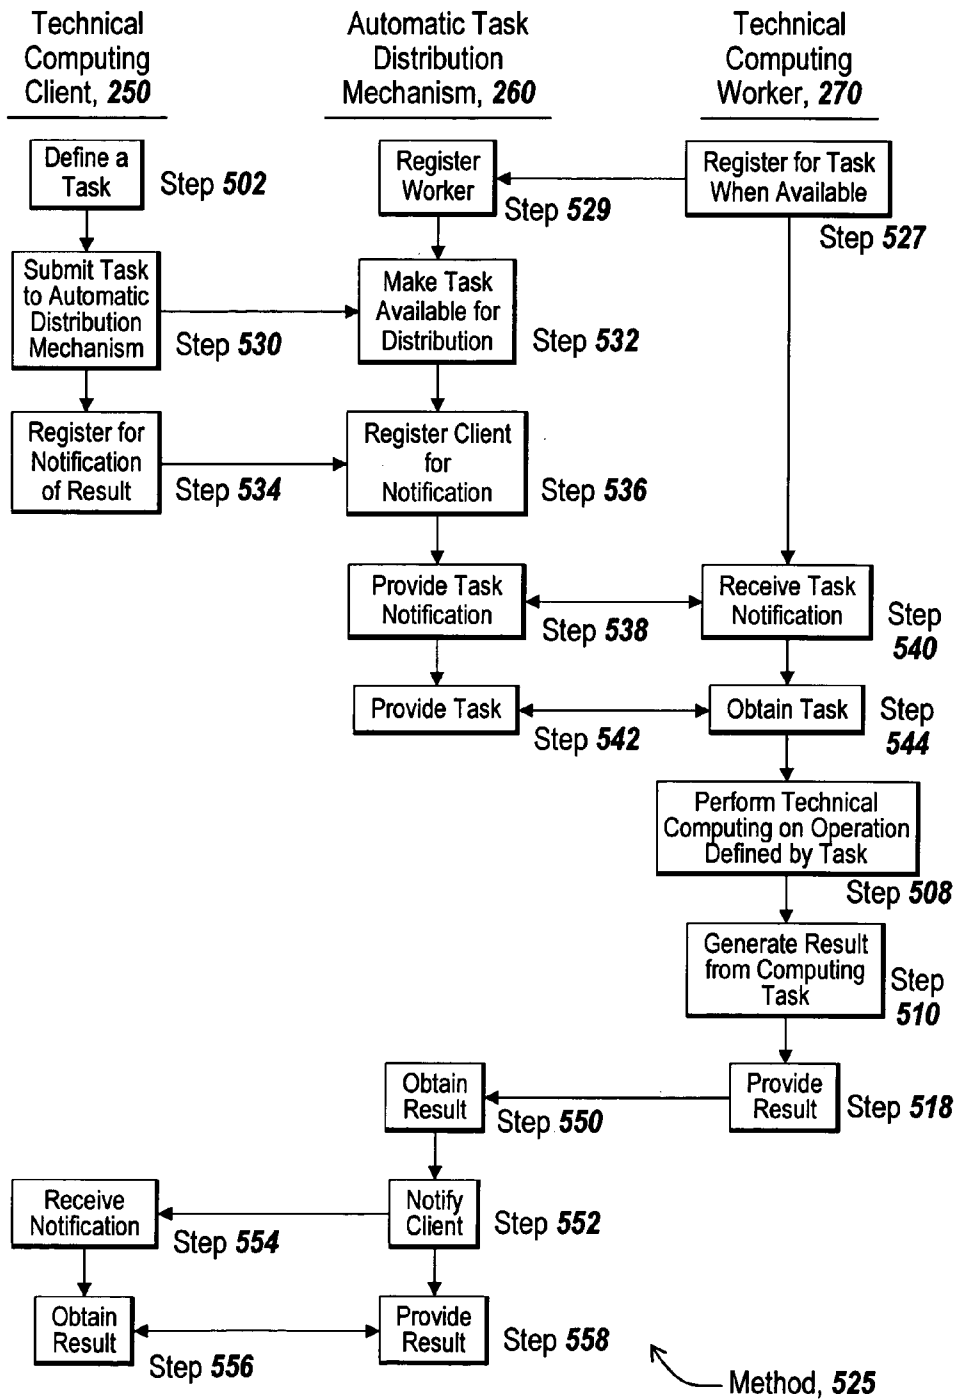 Technical
Computing
Client, 250
Automatic Task
Distribution
Mechanism, 260
Technical
Computing
Worker, 270
Define a
Task
Step 502
Register
Worker
Step 529
Register for Task
When Available
Step 527
Submit Task
to Automatic
Distribution
Mechanism
Step 530
Make Task
Available for
Distribution
Step 532
Register for
Notification
of Result
Step 534
Register Client
for
Notification
Step 536
Provide Task
Notification
Step 538
Receive Task
Notification
Step
540
Provide Task
Step 542
Obtain Task
Step
544
Perform Technical
Computing on Operation
Defined by Task
Step 508
Generate Result
from Computing
Task
Step
510
Obtain
Result
Step 550
Provide
Result
Step 518
Receive
Notification
Step 554
Notify
Client
Step 552
Obtain
Result
Step 556
Provide
Result
Step 558
Method, 525